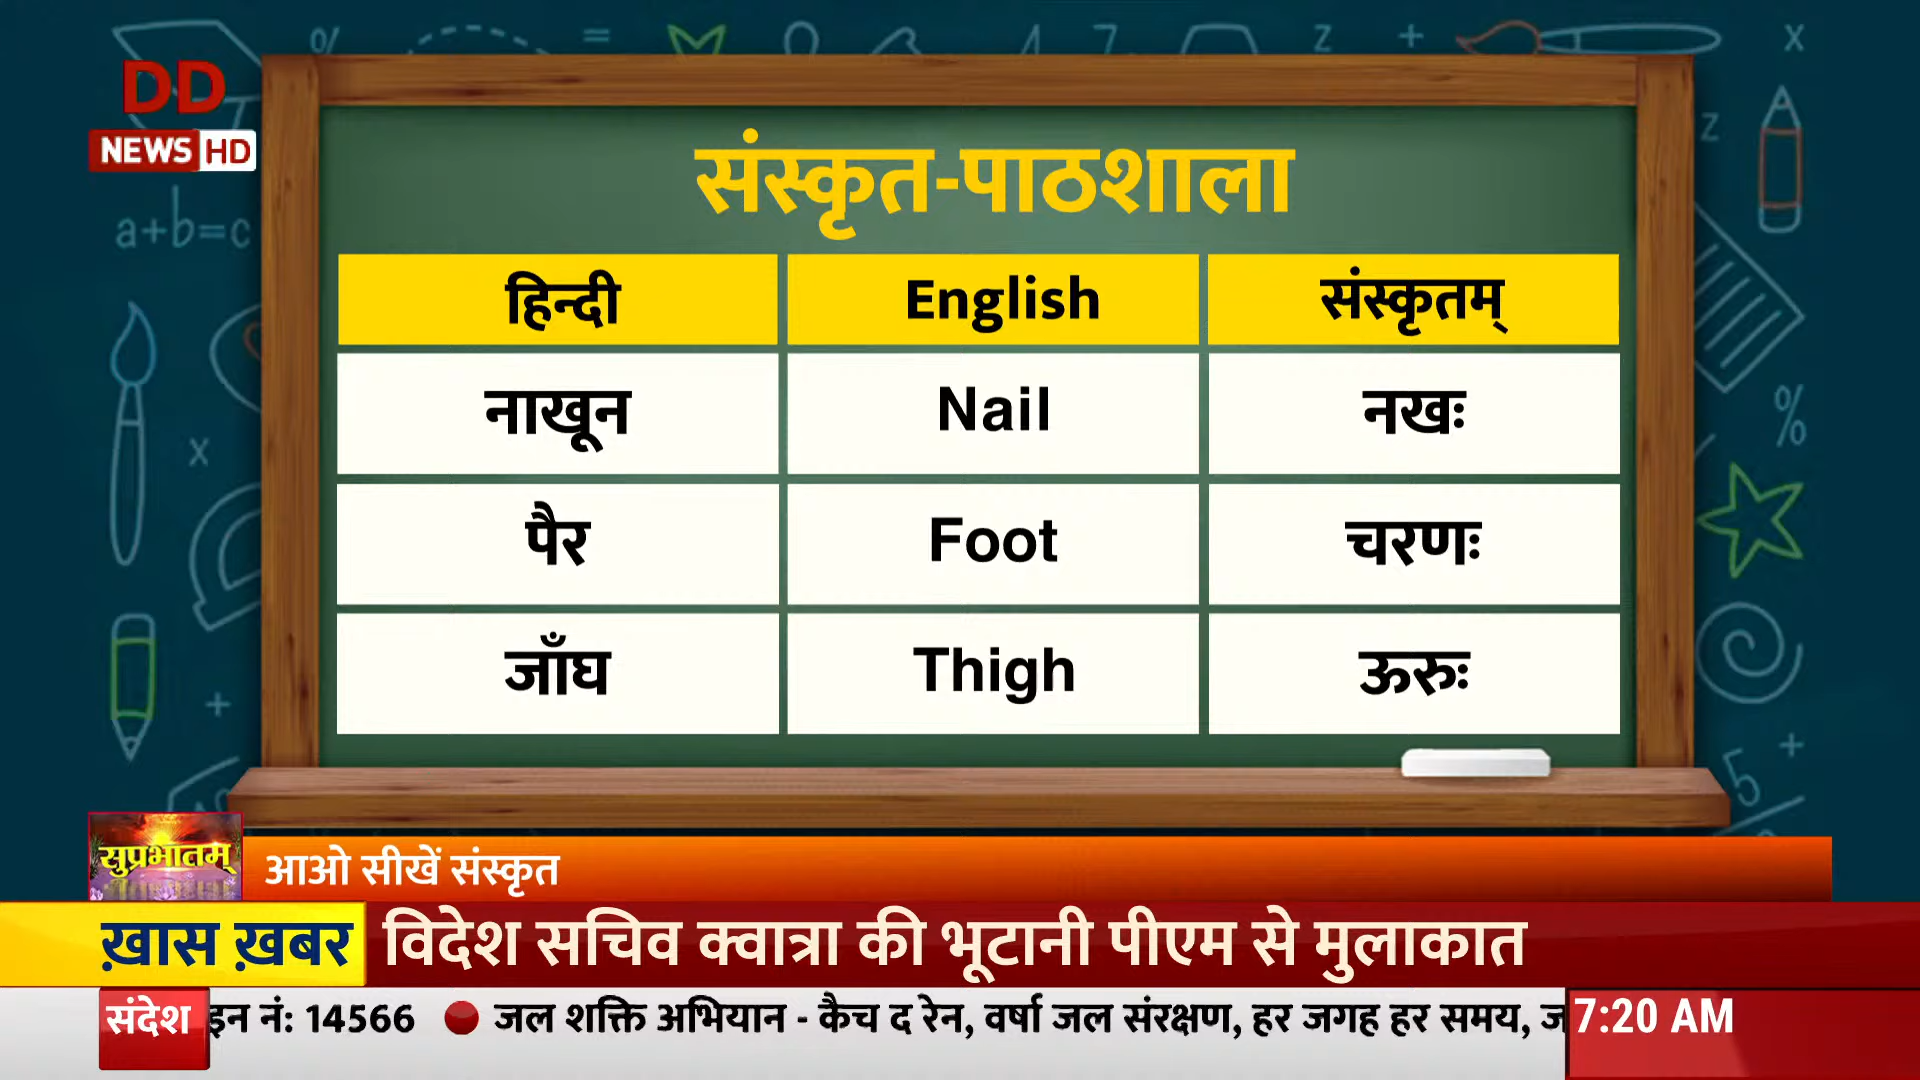 DD
NEWS HD
संस्कृत-पाठशाला
हिन्दी English संस्कृतम्
नाखून Nail नखः
पैर Foot चरणः
जाँघ Thigh ऊरुः
सुप्रभातम्
आओ सीखें संस्कृत
ख़ास ख़बर विदेश सचिव क्वात्रा की भूटानी पीएम से मुलाकात
संदेश इन नं: 14566 जल शक्ति अभियान - कैच द रेन, वर्षा जल संरक्षण, हर जगह हर समय, 7:20 AM
a+b=c